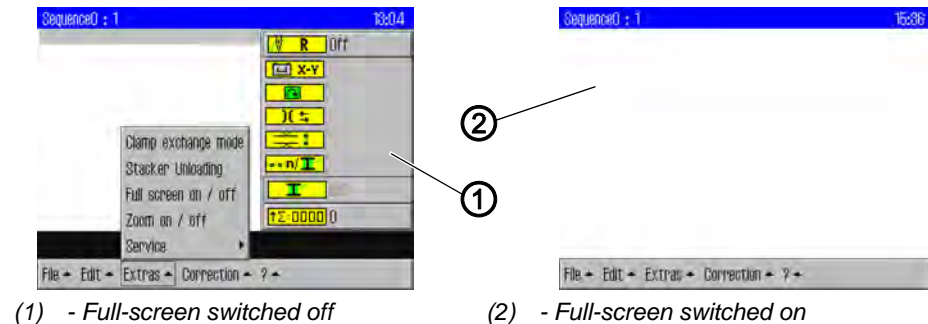 Sequence0 : 1 13:04
R Off
X-Y
n/
Σ:0000 0
Clamp exchange mode
Stacker Unloading
Full screen on / off
Zoom on / off
Service
File Edit Extras Correction ?
1
(1) - Full-screen switched off
Sequence0 : 1 15:36
2
File Edit Extras Correction ?
(2) - Full-screen switched on